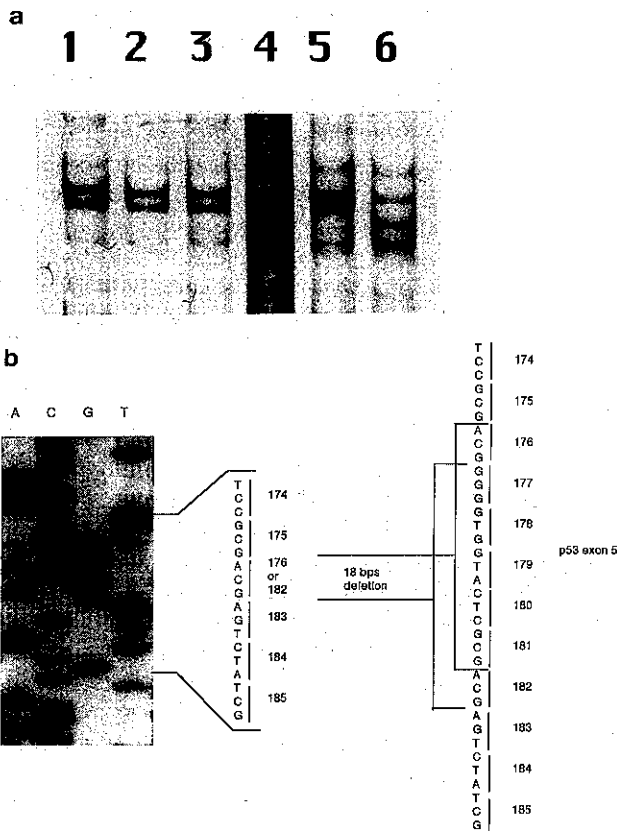 a
1 2 3 4 5 6
b
A C G T
T
C
C
174
G
C
G
175
A
C
G
176
or
182
A
G
T
183
C
T
A
184
T
C
G
185
18 bps
deletion
T
C
C
174
G
C
G
175
A
C
G
176
G
G
G
177
G
T
G
178
G
T
A
179
C
T
C
180
G
C
G
181
A
C
G
182
A
G
T
183
C
T
A
184
T
C
G
185
p53 exon 5